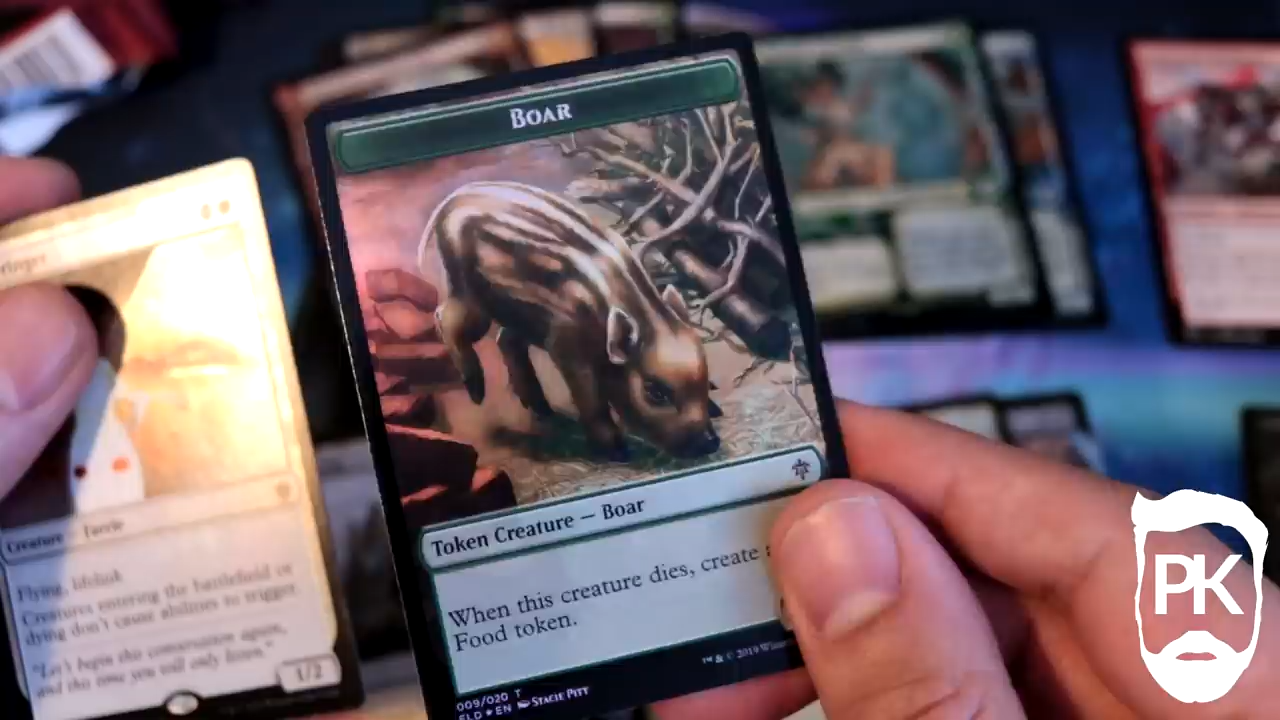 BOAR
Token Creature — Boar
When this creature dies, create
Food token.
™ & © 2019 Wizar
009/020 T
ELD ★ EN STACIE PITT
Creature — Faerie
Flying, lifelink
Creatures entering the battlefield or
dying don't cause abilities to trigger.
"Let's begin this conversation again,
and this time you will only listen."
1/2
PK